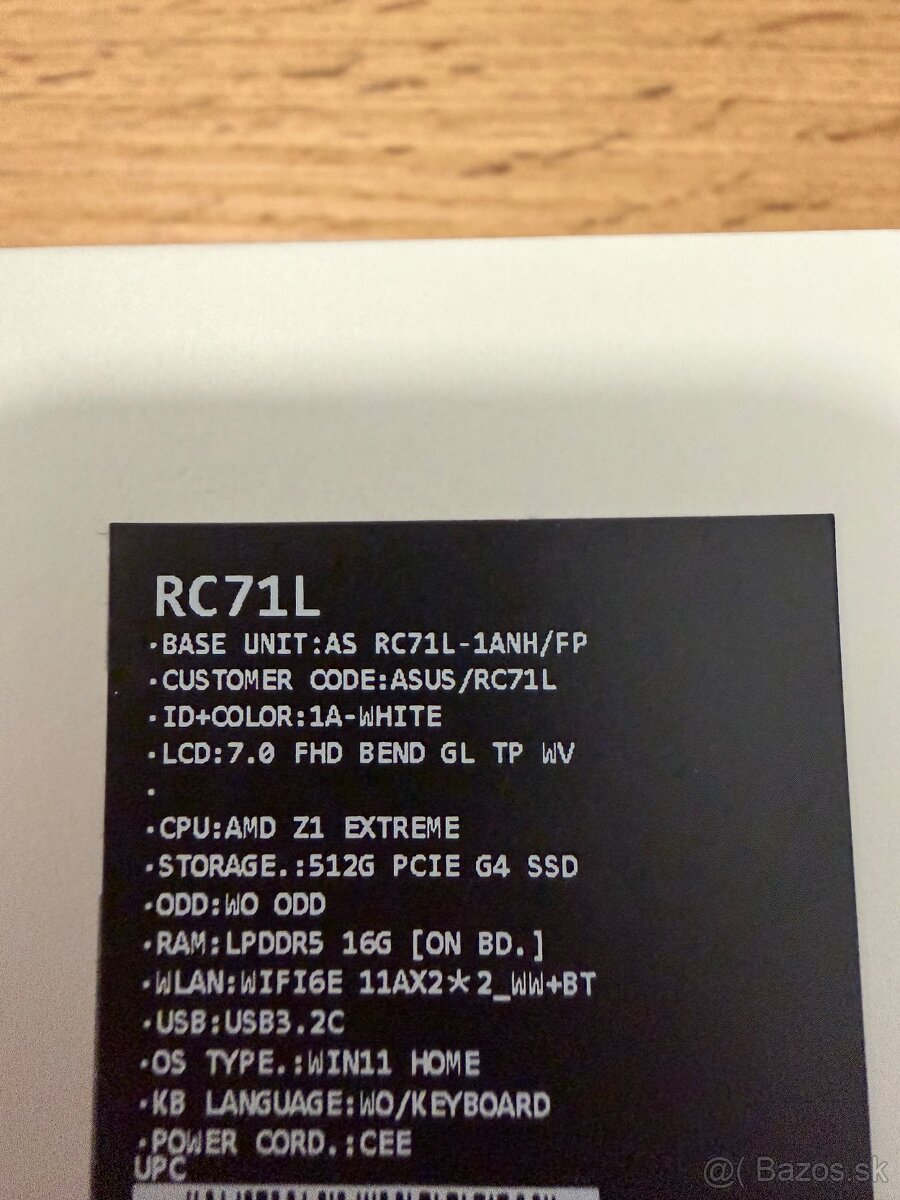 RC71L
·BASE UNIT:AS RC71L-1ANH/FP
·CUSTOMER CODE:ASUS/RC71L
·ID+COLOR:1A-WHITE
·LCD:7.0 FHD BEND GL TP WV
·
·CPU:AMD Z1 EXTREME
·STORAGE.:512G PCIE G4 SSD
·ODD:WO ODD
·RAM:LPDDR5 16G [ON BD.]
·WLAN:WIFI6E 11AX2*2_WW+BT
·USB:USB3.2C
·OS TYPE.:WIN11 HOME
·KB LANGUAGE:WO/KEYBOARD
·POWER CORD.:CEE
UPC
@( Bazos.sk